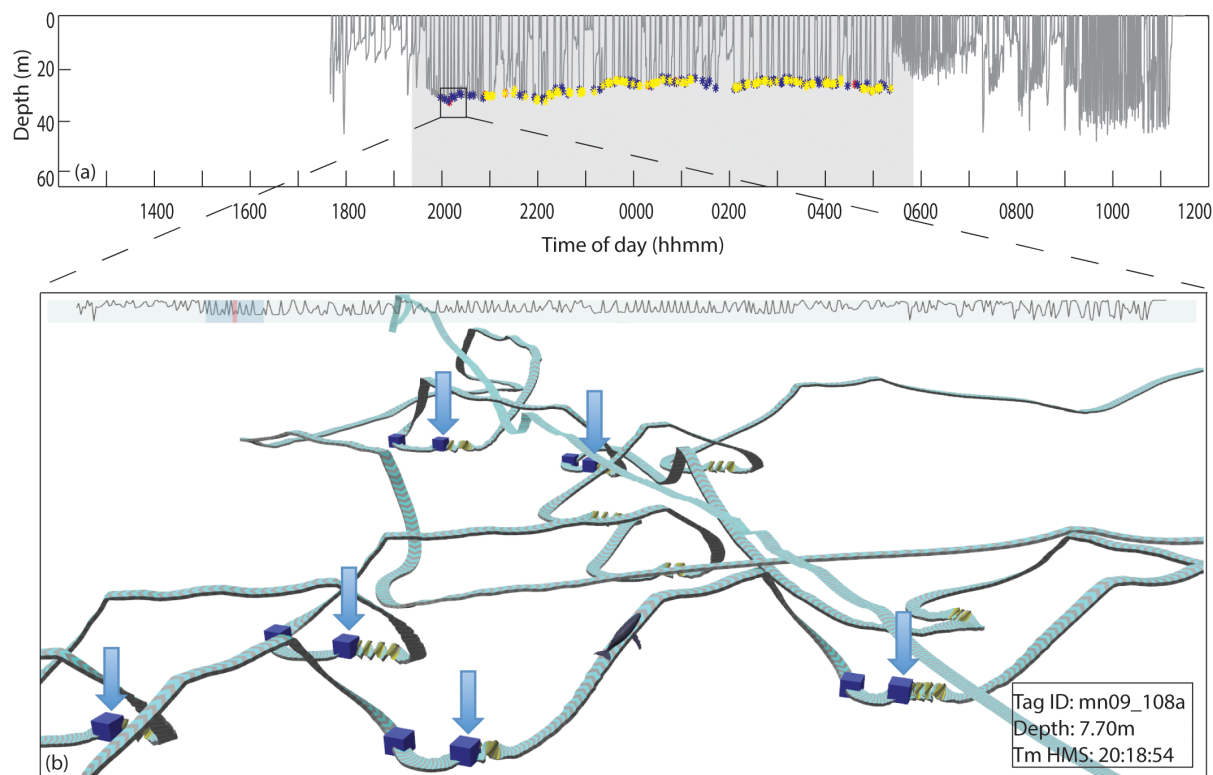 0
20
40
60
Depth (m)
(a)
1400 1600 1800 2000 2200 0000 0200 0400 0600 0800 1000 1200
Time of day (hhmm)
Tag ID: mn09_108a
Depth: 7.70m
Tm HMS: 20:18:54
(b)